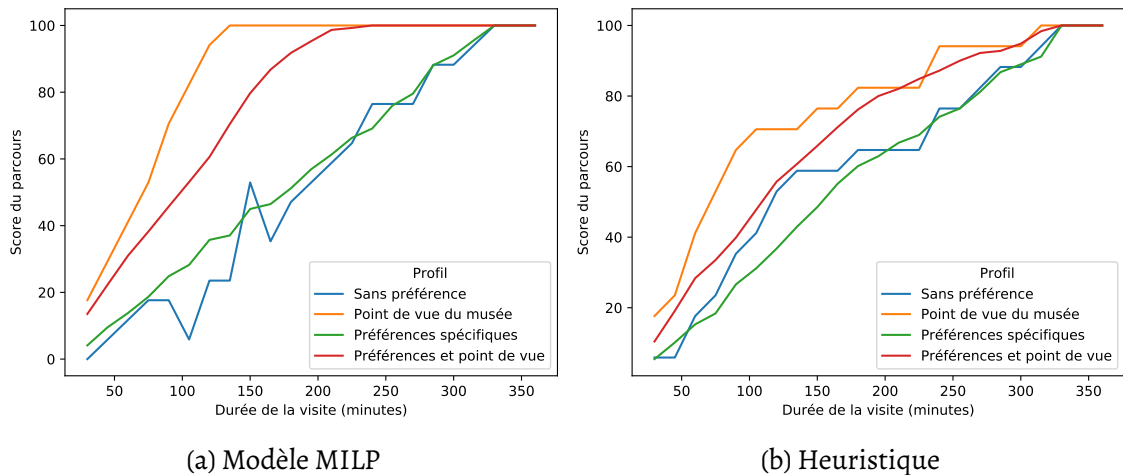 100
80
60
40
20
0
Score du parcours
50
100
150
200
250
300
350
Durée de la visite (minutes)
Profil
Sans préférence
Point de vue du musée
Préférences spécifiques
Préférences et point de vue
(a) Modèle MILP
100
80
60
40
20
Score du parcours
50
100
150
200
250
300
350
Durée de la visite (minutes)
Profil
Sans préférence
Point de vue du musée
Préférences spécifiques
Préférences et point de vue
(b) Heuristique